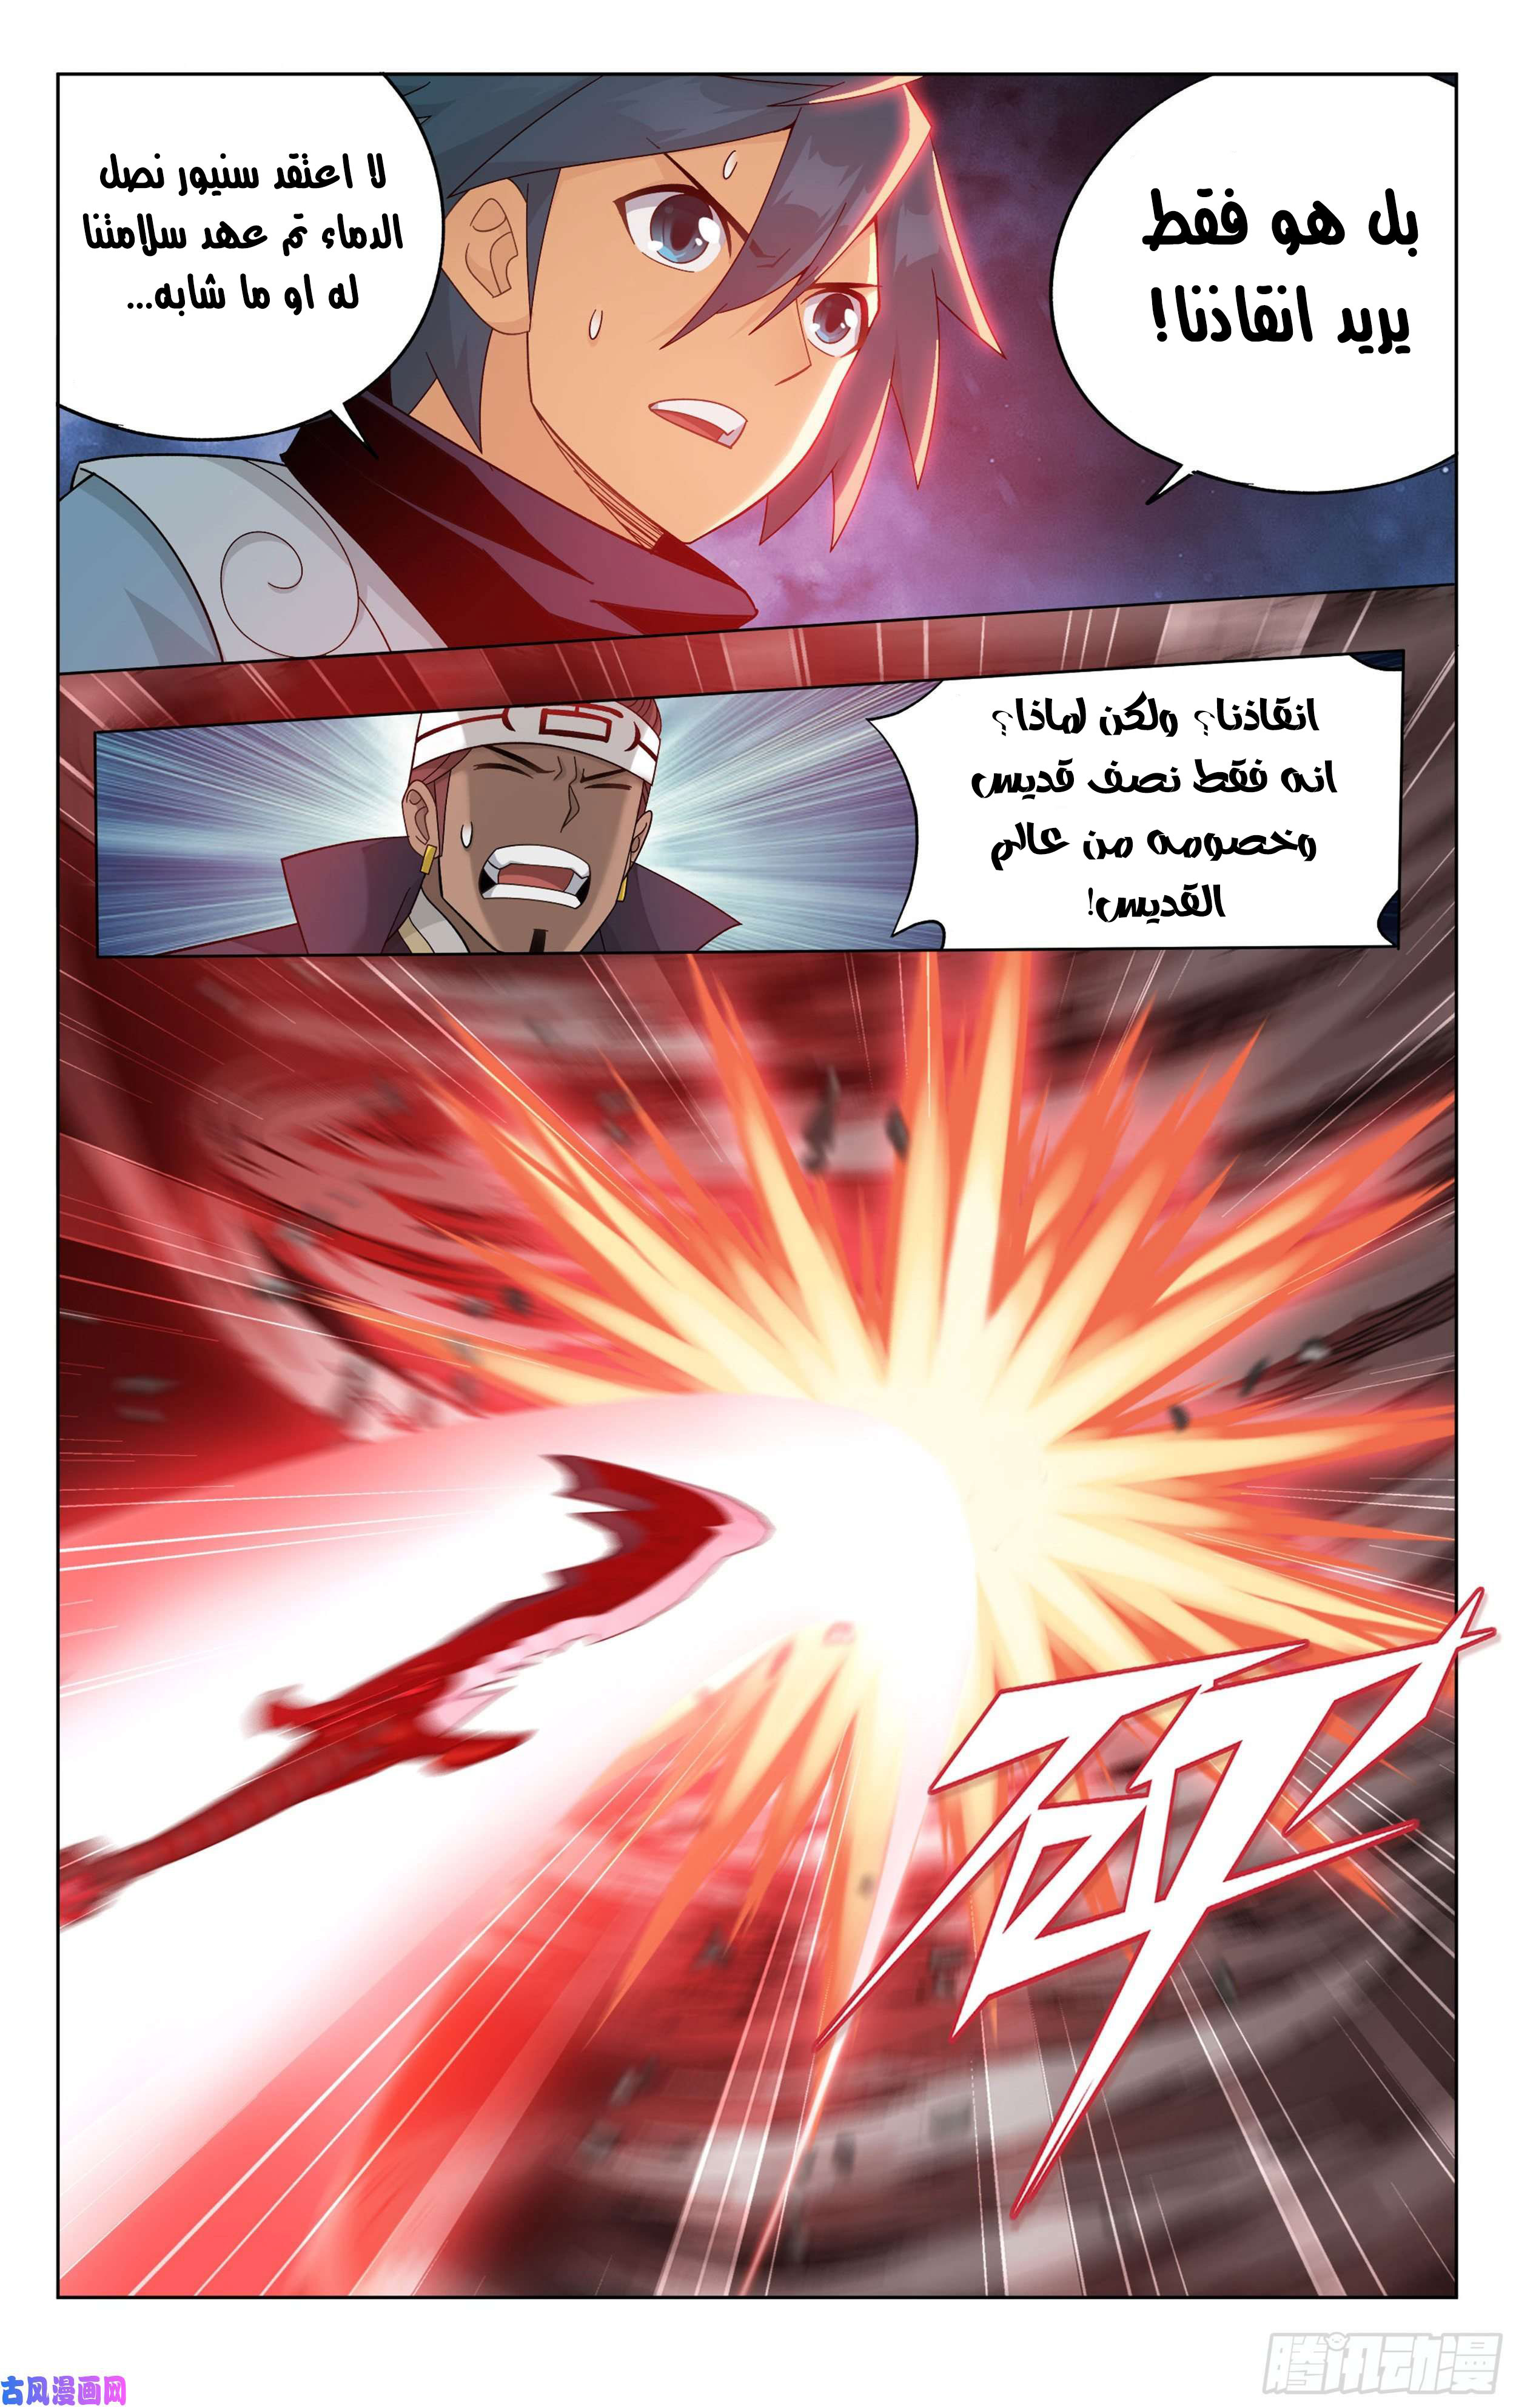 بل هو فقط
يريد انقاذنا!
لا اعتقد سنيور نصل
الدماء تم عهد سلامتنا
له او ما شابه...
انقاذنا؟ ولكن لماذا؟
انه فقط نصف قديس
وخصومه من عالم
القديس!
砰
古风漫画网
腾讯动漫